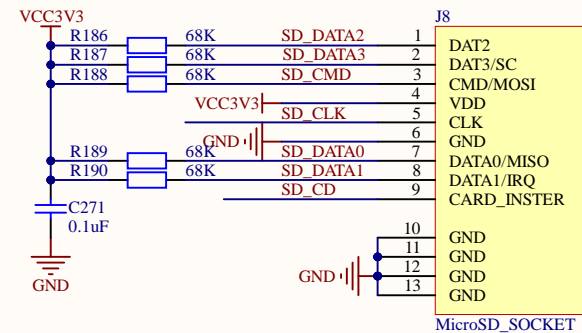 VCC3V3
J8
R186 68K SD_DATA2 1 DAT2
R187 68K SD_DATA3 2 DAT3/SC
R188 68K SD_CMD 3 CMD/MOSI
VCC3V3 4 VDD
SD_CLK 5 CLK
GND 6 GND
R189 68K SD_DATA0 7 DATA0/MISO
R190 68K SD_DATA1 8 DATA1/IRQ
SD_CD 9 CARD_INSTER
C271
0.1uF
10 GND
11 GND
GND 12 GND
13 GND
GND
MicroSD_SOCKET